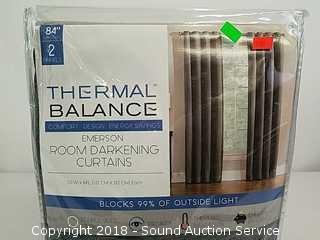 84"
2
PANELS
THERMAL™
BALANCE
COMFORT · DESIGN · ENERGY SAVINGS
EMERSON
ROOM DARKENING
CURTAINS
BLOCKS 99% OF OUTSIDE LIGHT
Copyright 2018 - Sound Auction Service